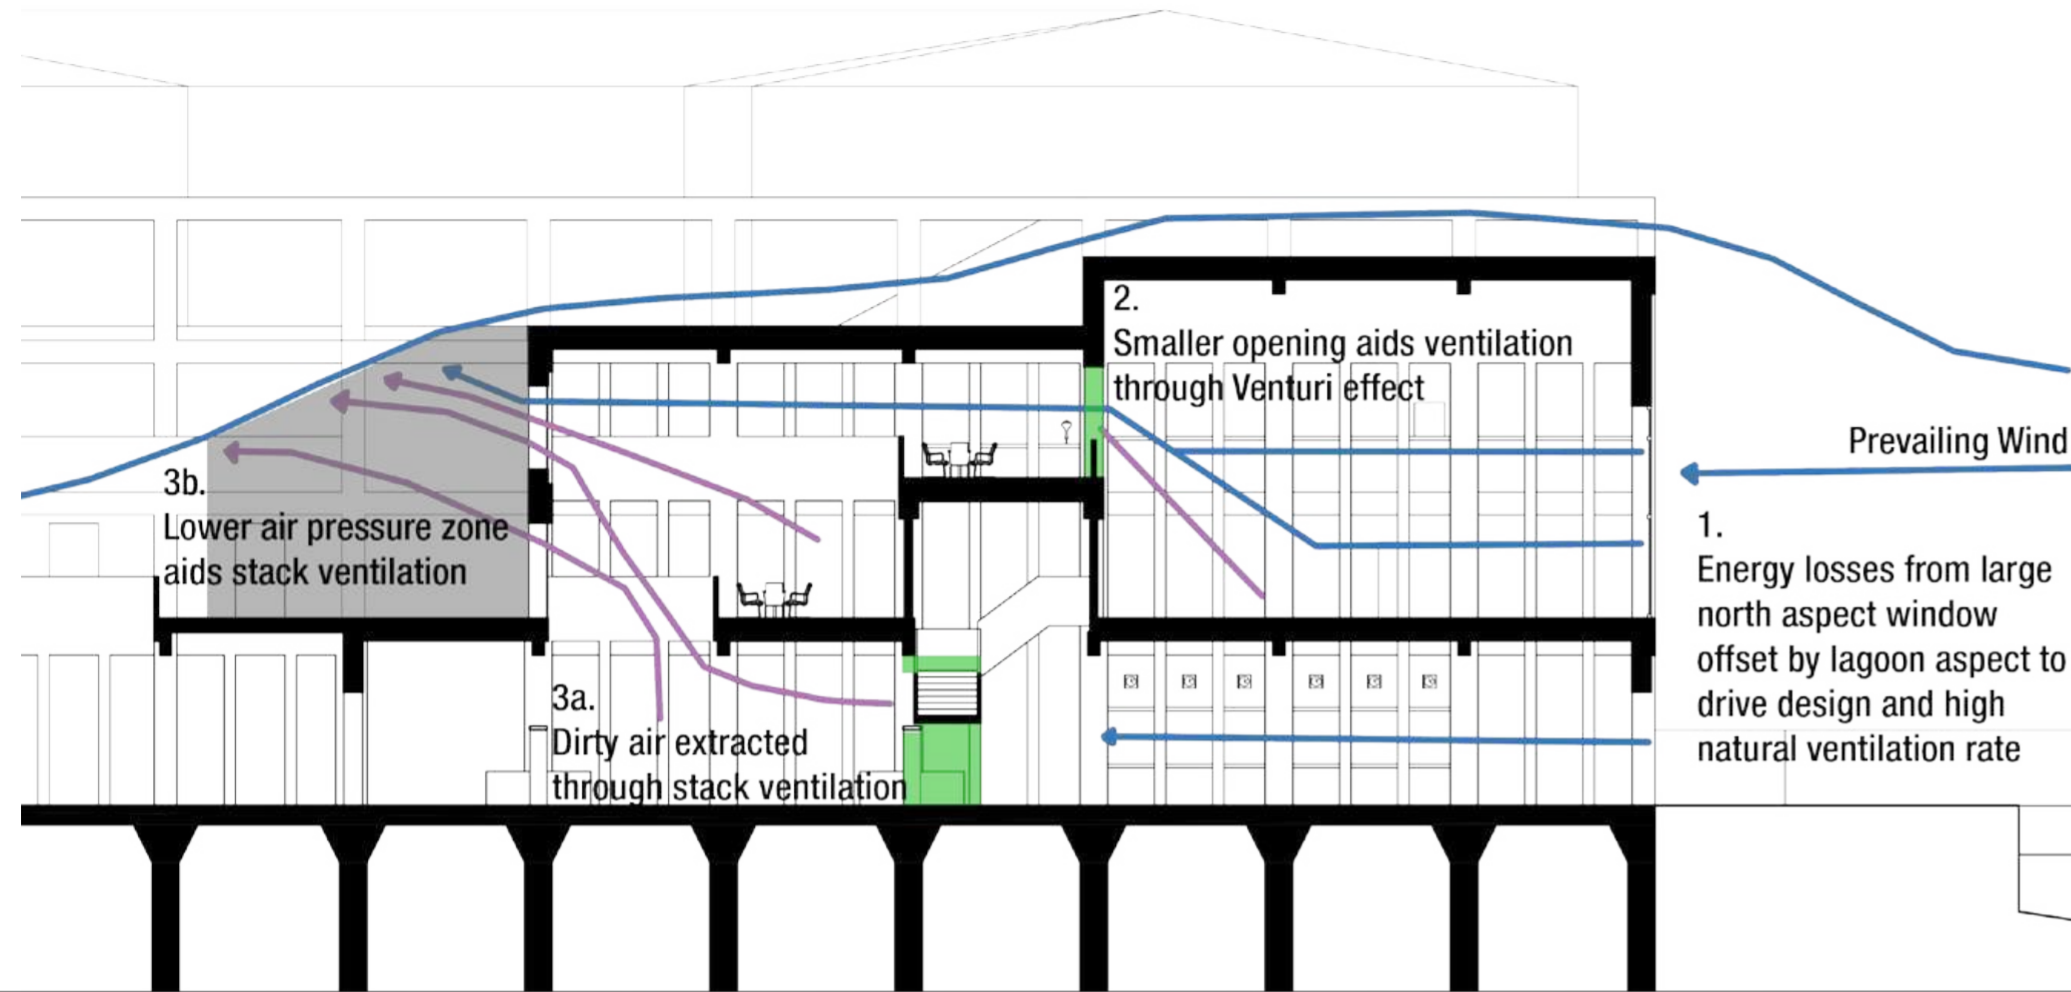 2.
Smaller opening aids ventilation
through Venturi effect
Prevailing Wind
3b.
Lower air pressure zone
aids stack ventilation
1.
Energy losses from large
north aspect window
offset by lagoon aspect to
drive design and high
natural ventilation rate
3a.
Dirty air extracted
through stack ventilation